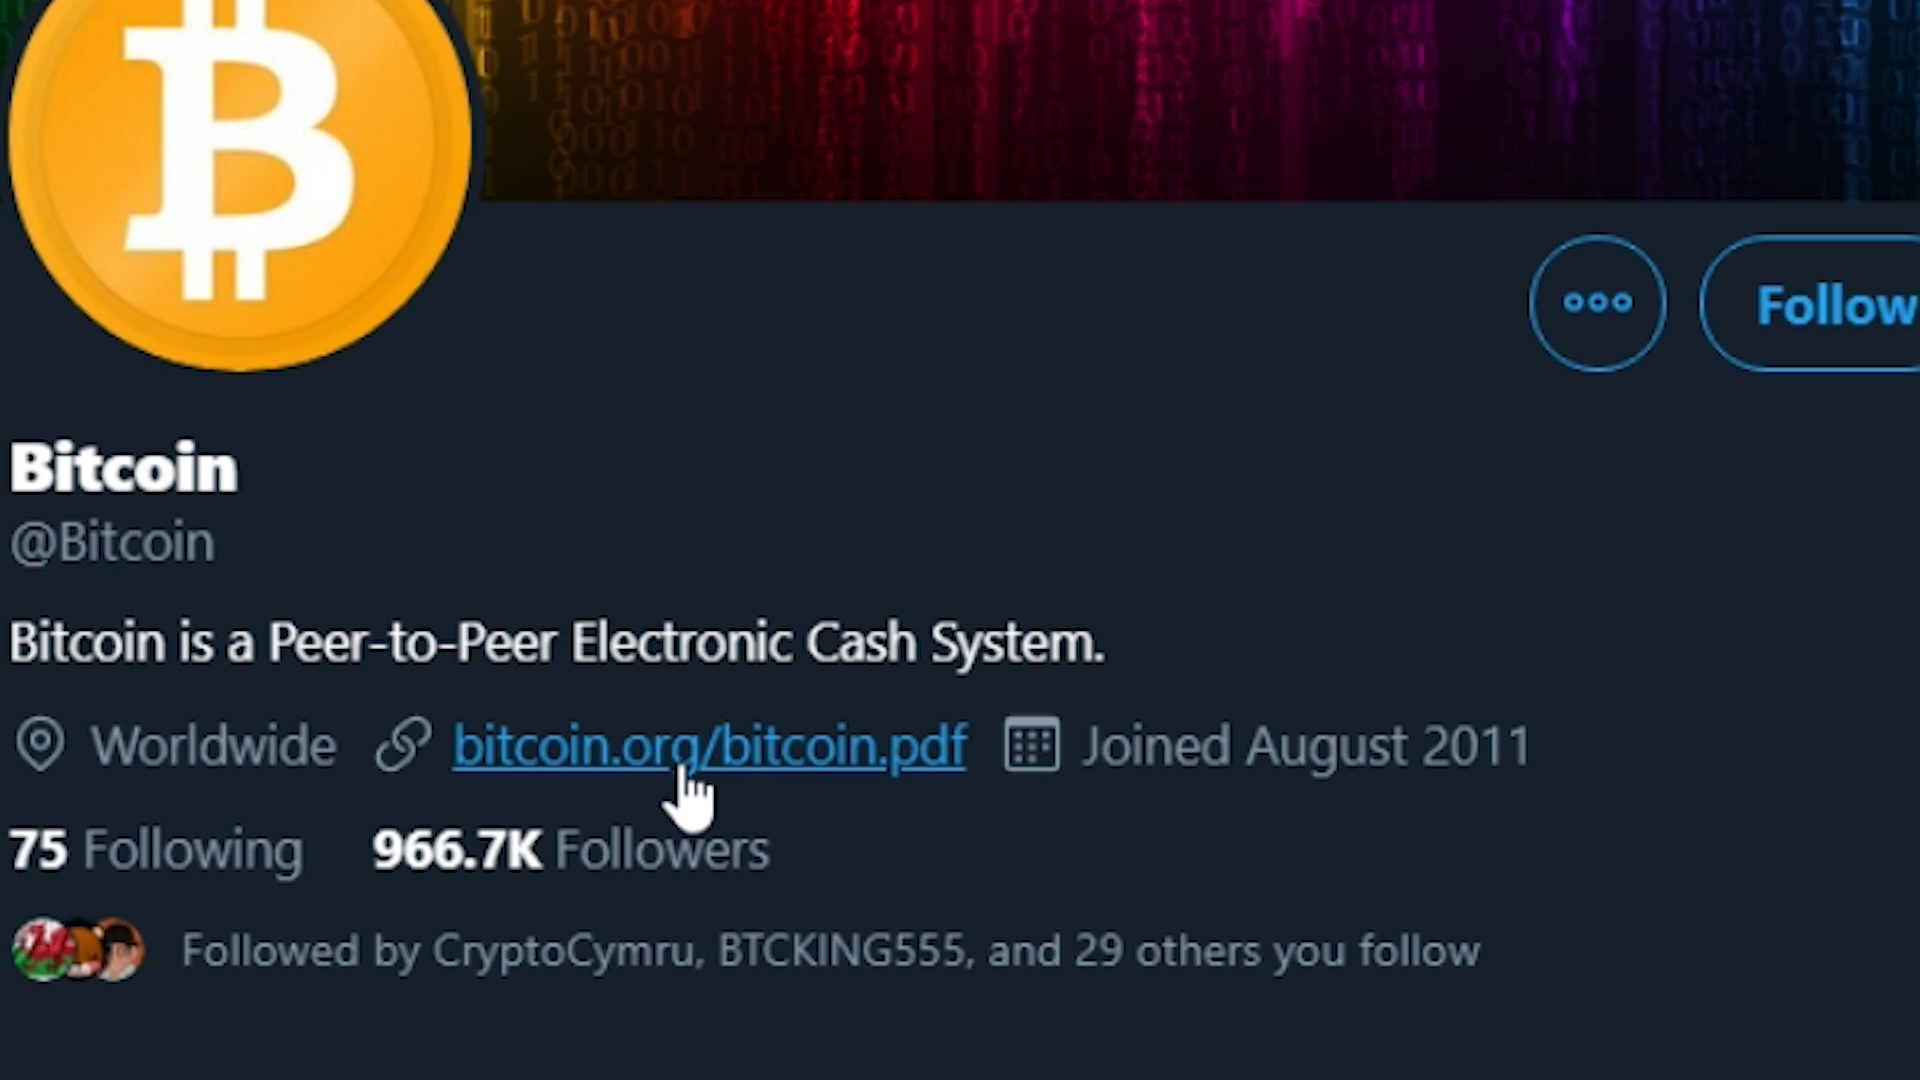 Follow
Bitcoin
@Bitcoin
Bitcoin is a Peer-to-Peer Electronic Cash System.
Worldwide bitcoin.org/bitcoin.pdf Joined August 2011
75 Following 966.7K Followers
Followed by CryptoCymru, BTCKING555, and 29 others you follow